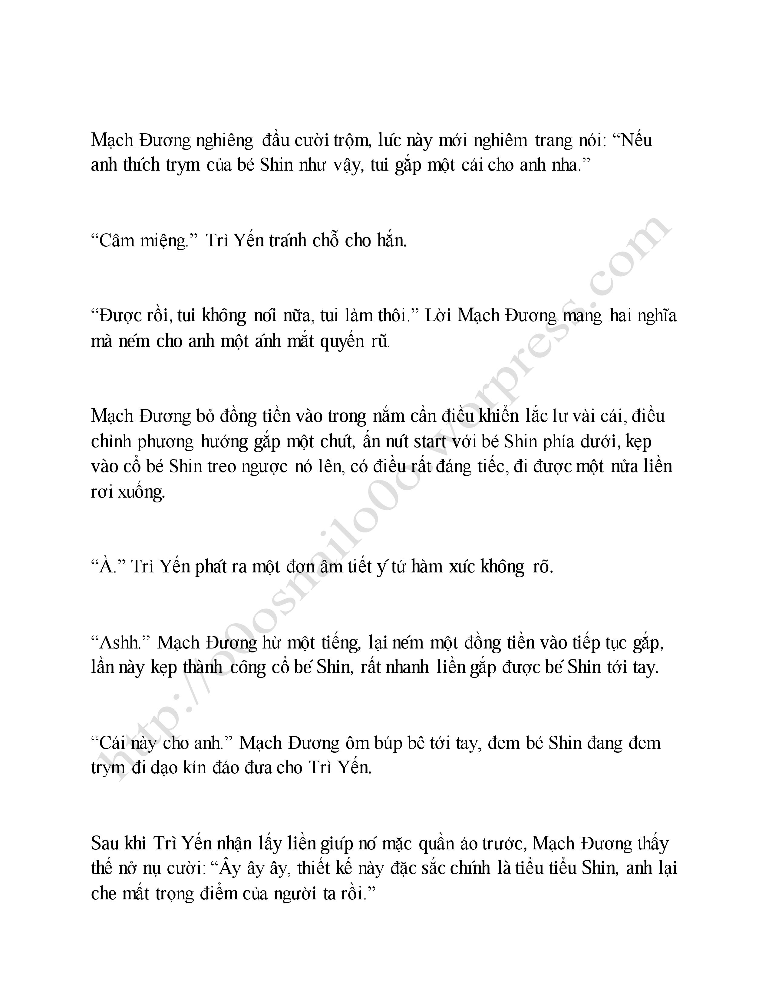 Mạch Đương nghiêng đầu cười trộm, lúc này mới nghiêm trang nói: “Nếu
anh thích trym của bé Shin như vậy, tui gắp một cái cho anh nha.”
“Câm miệng.” Trì Yến tránh chỗ cho hắn.
“Được rồi, tui không nói nữa, tui làm thôi.” Lời Mạch Đương mang hai nghĩa
mà ném cho anh một ánh mắt quyến rũ.
Mạch Đương bỏ đồng tiền vào trong nắm cần điều khiển lắc lư vài cái, điều
chỉnh phương hướng gắp một chút, ấn nút start với bé Shin phía dưới, kẹp
vào cổ bé Shin treo ngược nó lên, có điều rất đáng tiếc, đi được một nửa liền
rơi xuống.
“À.” Trì Yến phát ra một đơn âm tiết ý tứ hàm xúc không rõ.
“Ashh.” Mạch Đương hừ một tiếng, lại ném một đồng tiền vào tiếp tục gắp,
lần này kẹp thành công cổ bé Shin, rất nhanh liền gắp được bé Shin tới tay.
“Cái này cho anh.” Mạch Đương ôm búp bê tới tay, đem bé Shin đang đem
trym đi dạo kín đáo đưa cho Trì Yến.
Sau khi Trì Yến nhận lấy liền giúp nó mặc quần áo trước, Mạch Đương thấy
thế nở nụ cười: “Ây ây ây, thiết kế này đặc sắc chính là tiểu tiểu Shin, anh lại
che mất trọng điểm của người ta rồi.”
http://o0osnailo0o.worpress.com